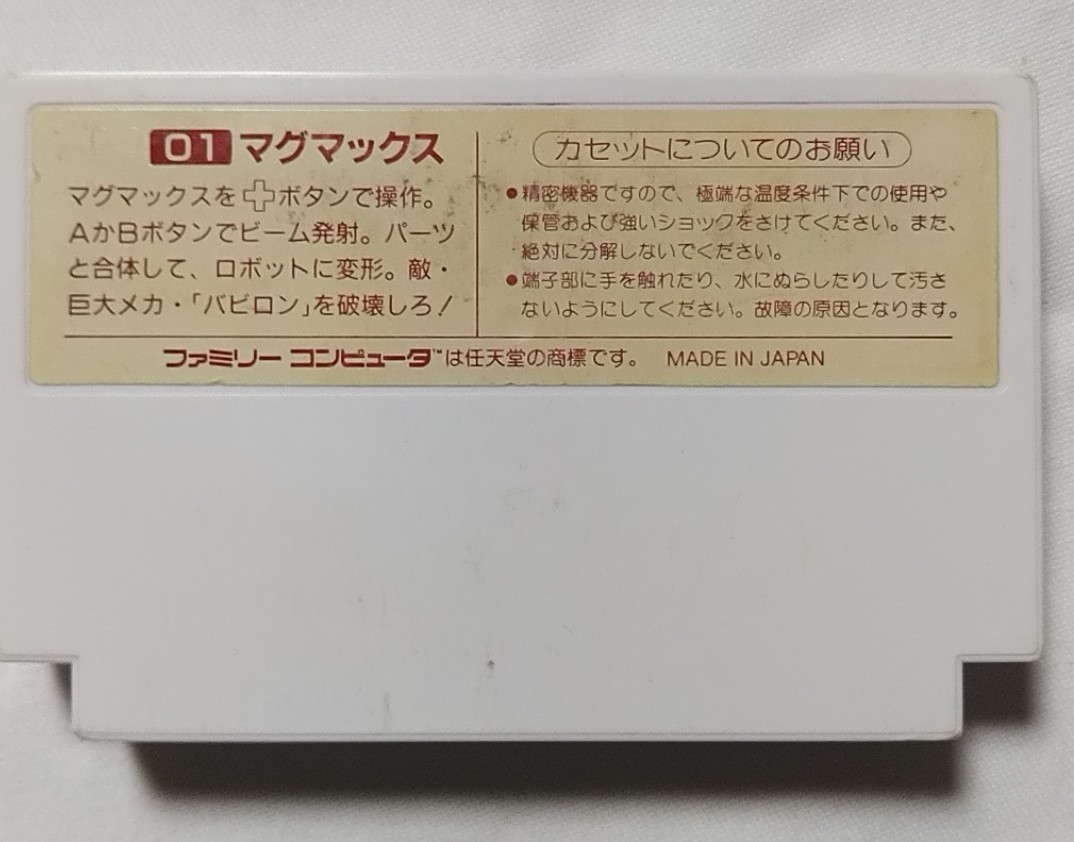 01 マグマックス
マグマックスを ボタンで操作。
AかBボタンでビーム発射。パーツ
と合体して、ロボットに変形。敵・
巨大メカ・「バビロン」を破壊しろ!
カセットについてのお願い
●精密機器ですので、極端な温度条件下での使用や
保管および強いショックをさけてください。また、
絶対に分解しないでください。
●端子部に手を触れたり、水にぬらしたりして汚さ
ないようにしてください。故障の原因となります。
ファミリー コンピュータ™は任天堂の商標です。 MADE IN JAPAN